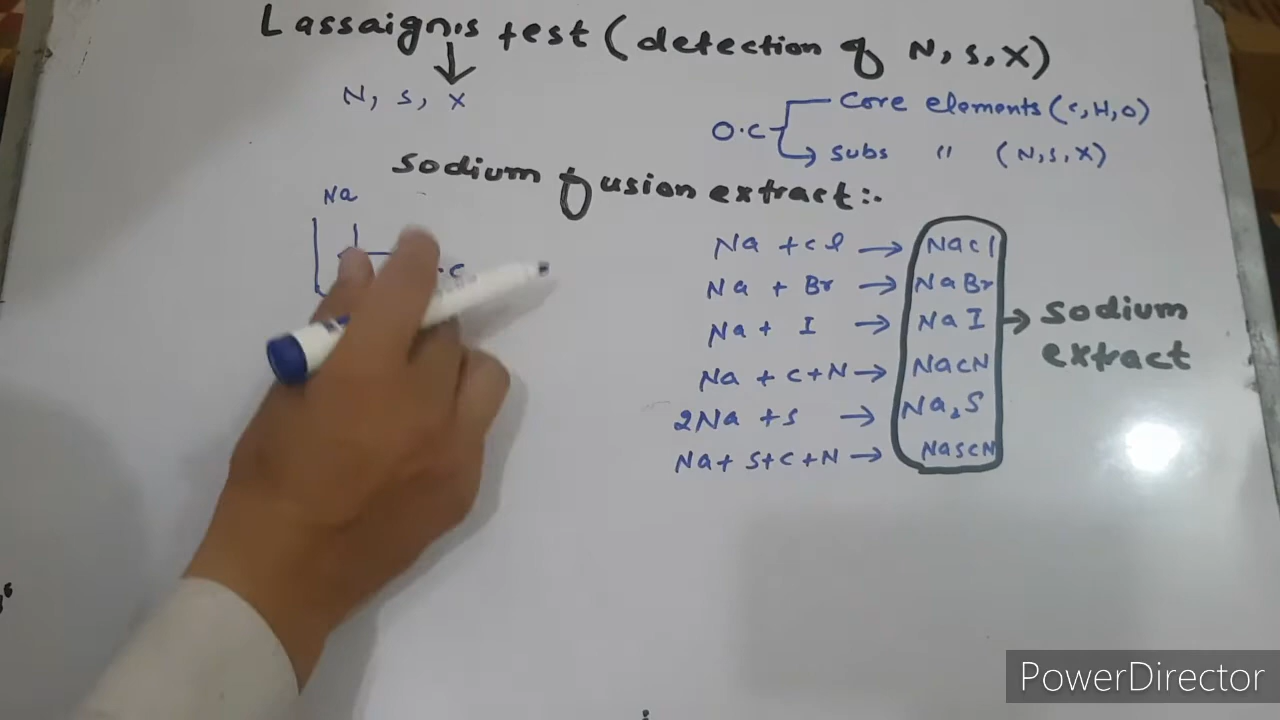 Lassaignis test (detection of N, S, X)
N, S, X
O.C
Core elements (C, H, O)
subs " (N, S, X)
Sodium fusion extract:-
Na
.c
Na + Cl → NaCl
Na + Br → NaBr
Na + I → NaI
Na + C+N → NaCN
2Na + S → Na2S
Na + S+C+N → NaSCN
→ Sodium
extract
PowerDirector